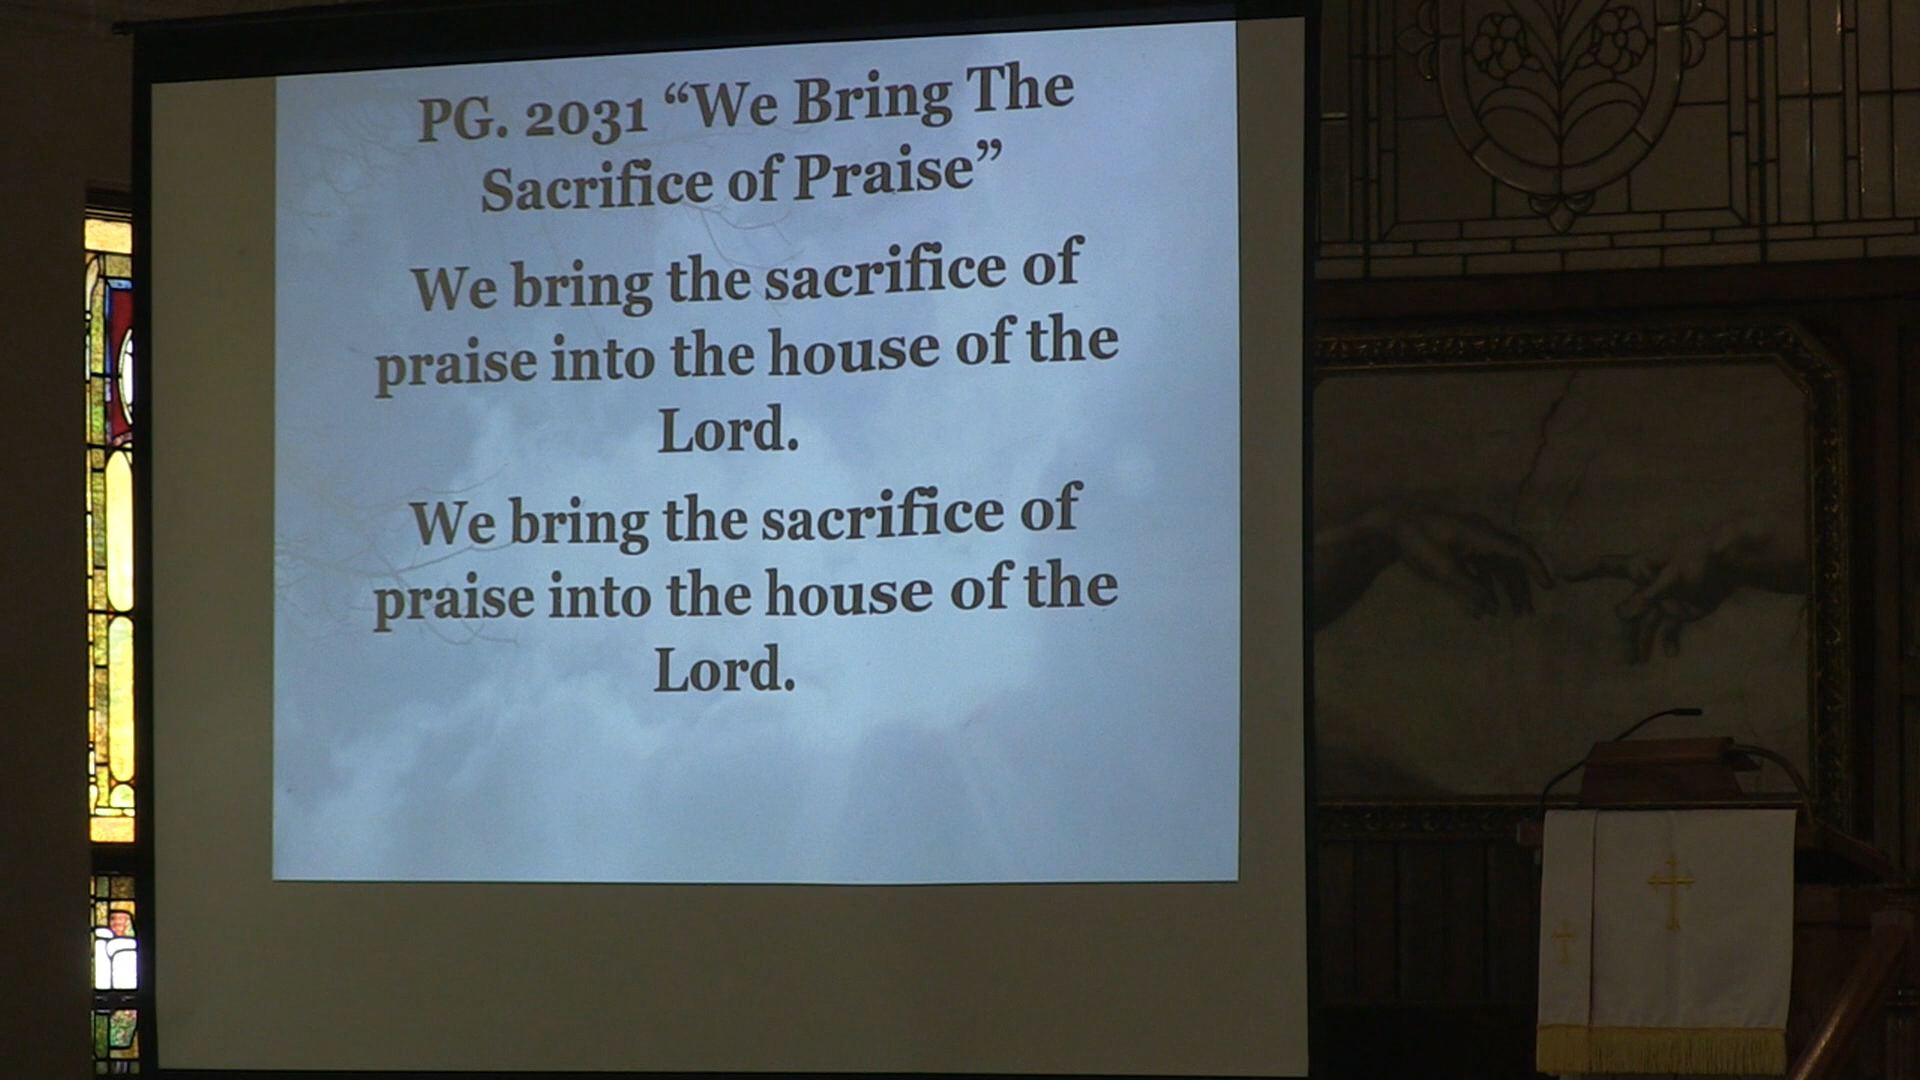 PG. 2031 “We Bring The
Sacrifice of Praise”
We bring the sacrifice of
praise into the house of the
Lord.
We bring the sacrifice of
praise into the house of the
Lord.